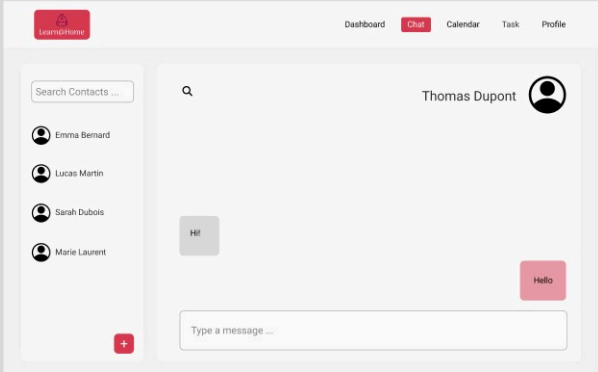 Learn@Home
Dashboard
Chat
Calendar
Task
Profile
Search Contacts ...
Emma Bernard
Lucas Martin
Sarah Dubois
Marie Laurent
+
Thomas Dupont
Hi!
Hello
Type a message ...